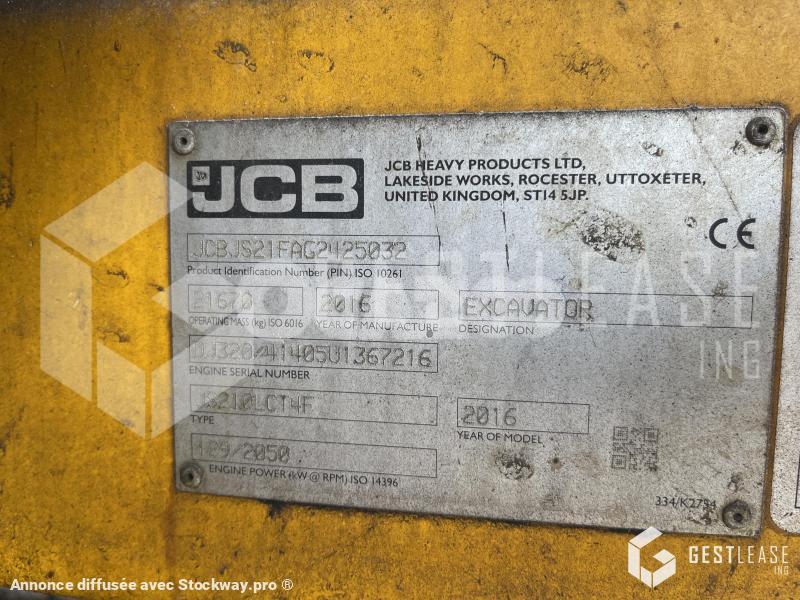 JCB
JCB HEAVY PRODUCTS LTD,
LAKESIDE WORKS, ROCESTER, UTTOXETER,
UNITED KINGDOM, ST14 5JP.
CE
JCBJS21FAG2425032
Product Identification Number (PIN) ISO 10261
21670 2016 EXCAVATOR
OPERATING MASS (kg) ISO 6016 YEAR OF MANUFACTURE DESIGNATION
ENGINE SERIAL NUMBER
JS210LCT4F 2016
TYPE YEAR OF MODEL
129/2050
ENGINE POWER (kW @ RPM) ISO 14396
334/K2754
GESTLEASE
ING
GESTLEASE
ING
Annonce diffusée avec Stockway.pro ®